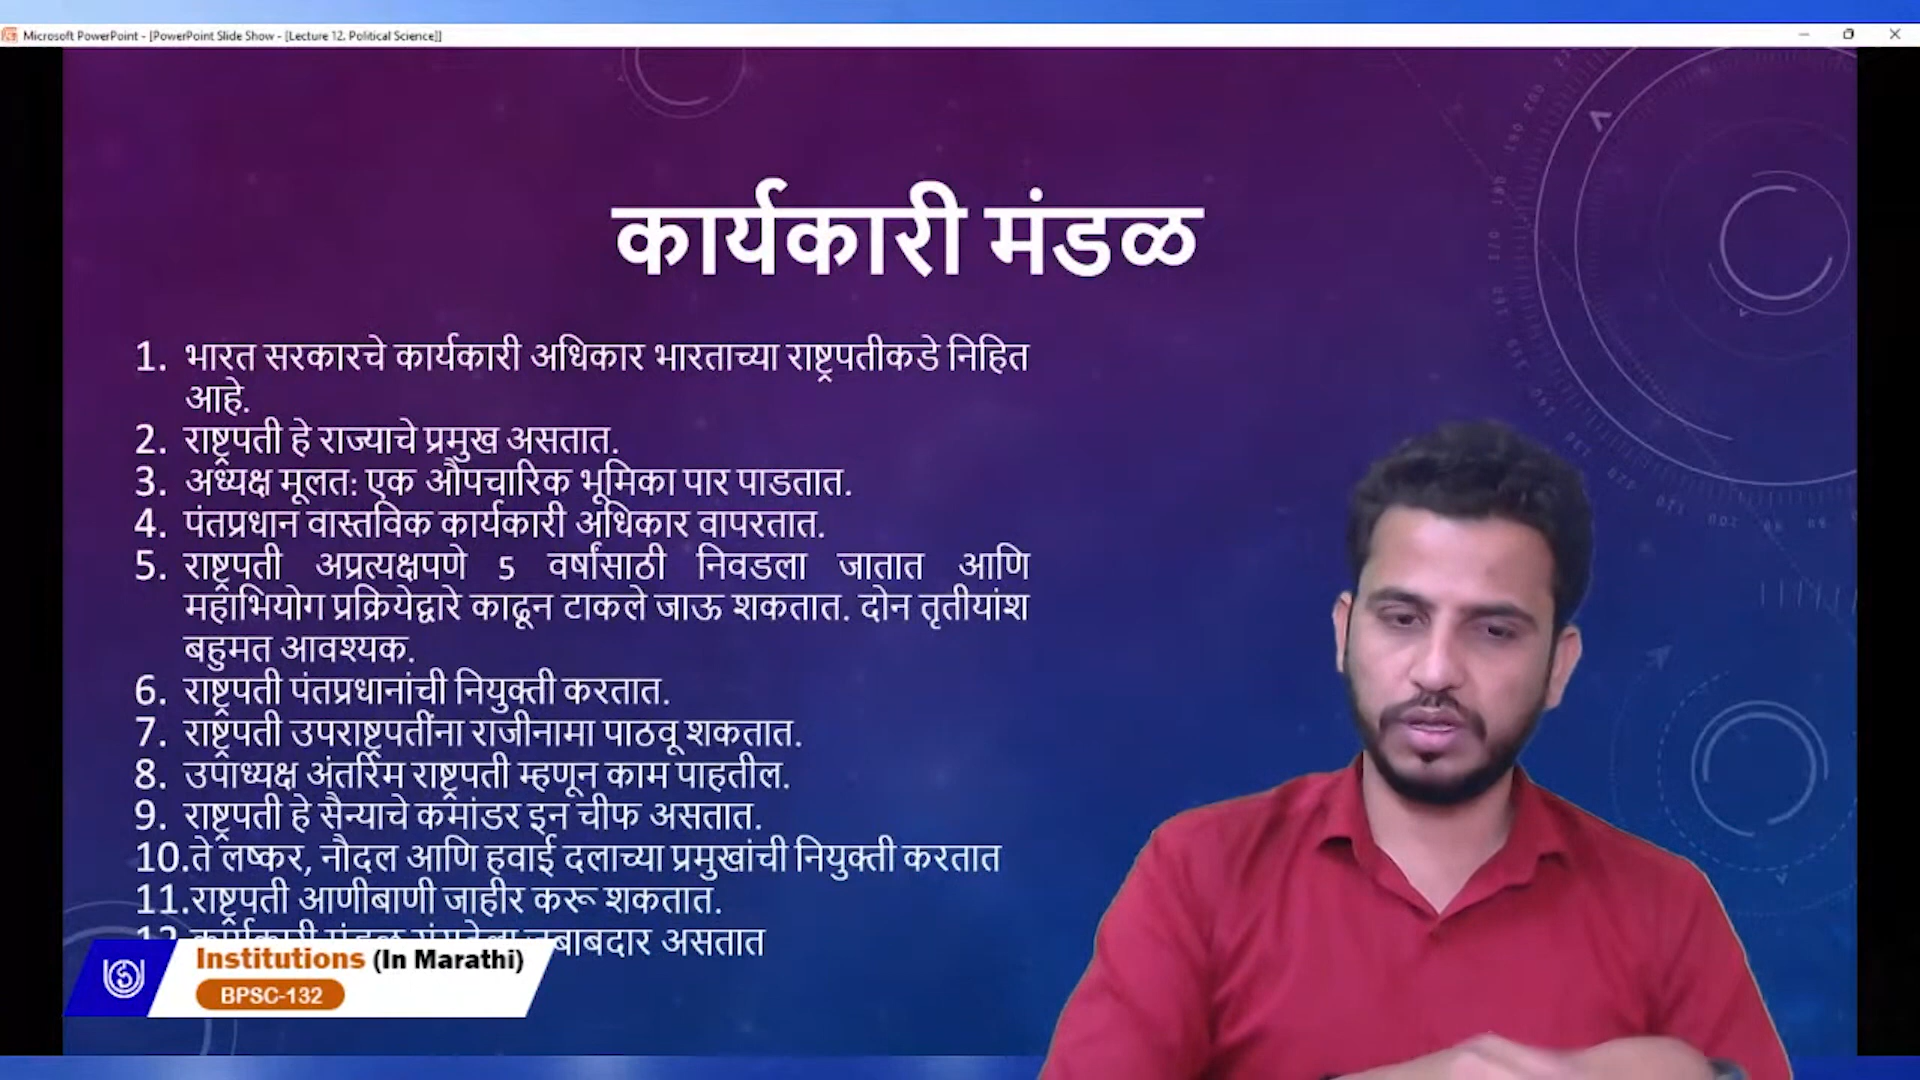 Microsoft PowerPoint - [PowerPoint Slide Show - [Lecture 12. Political Science]]
कार्यकारी मंडळ
1. भारत सरकारचे कार्यकारी अधिकार भारताच्या राष्ट्रपतीकडे निहित
आहे.
2. राष्ट्रपती हे राज्याचे प्रमुख असतात.
3. अध्यक्ष मूलतः एक औपचारिक भूमिका पार पाडतात.
4. पंतप्रधान वास्तविक कार्यकारी अधिकार वापरतात.
5. राष्ट्रपती अप्रत्यक्षपणे 5 वर्षांसाठी निवडला जातात आणि
महाभियोग प्रक्रियेद्वारे काढून टाकले जाऊ शकतात. दोन तृतीयांश
बहुमत आवश्यक.
6. राष्ट्रपती पंतप्रधानांची नियुक्ती करतात.
7. राष्ट्रपती उपराष्ट्रपतींना राजीनामा पाठवू शकतात.
8. उपाध्यक्ष अंतरिम राष्ट्रपती म्हणून काम पाहतील.
9. राष्ट्रपती हे सैन्याचे कमांडर इन चीफ असतात.
10.ते लष्कर, नौदल आणि हवाई दलाच्या प्रमुखांची नियुक्ती करतात
11.राष्ट्रपती आणीबाणी जाहीर करू शकतात.
असतात
Institutions (In Marathi)
BPSC-132